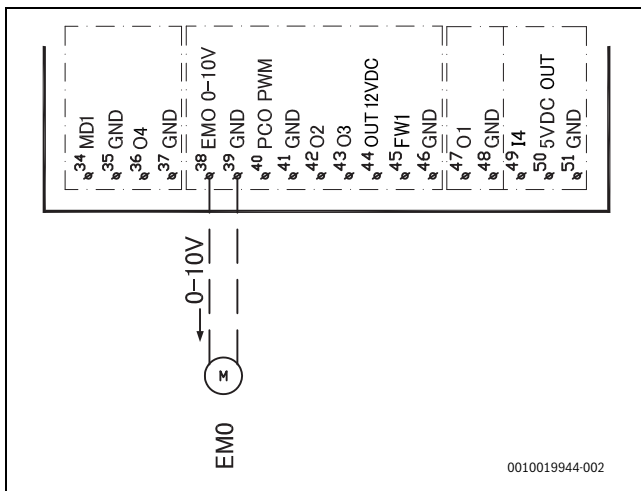 34 MD1
35 GND
36 O4
37 GND
38 EMO 0-10V
39 GND
40 PCO PWM
41 GND
42 O2
43 O3
44 OUT 12VDC
45 FW1
46 GND
47 O1
48 GND
49 I4
50 5VDC OUT
51 GND
0-10V
M
EM0
0010019944-002